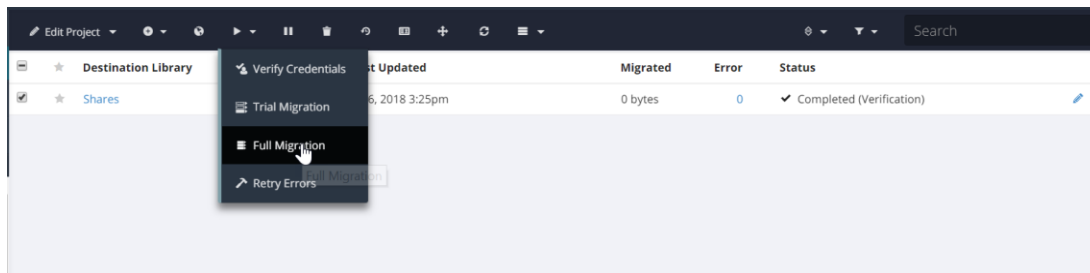 Edit Project
Search
Destination Library st Updated Migrated Error Status
Shares 6, 2018 3:25pm 0 bytes 0 Completed (Verification)
Verify Credentials
Trial Migration
Full Migration
Full Migration
Retry Errors